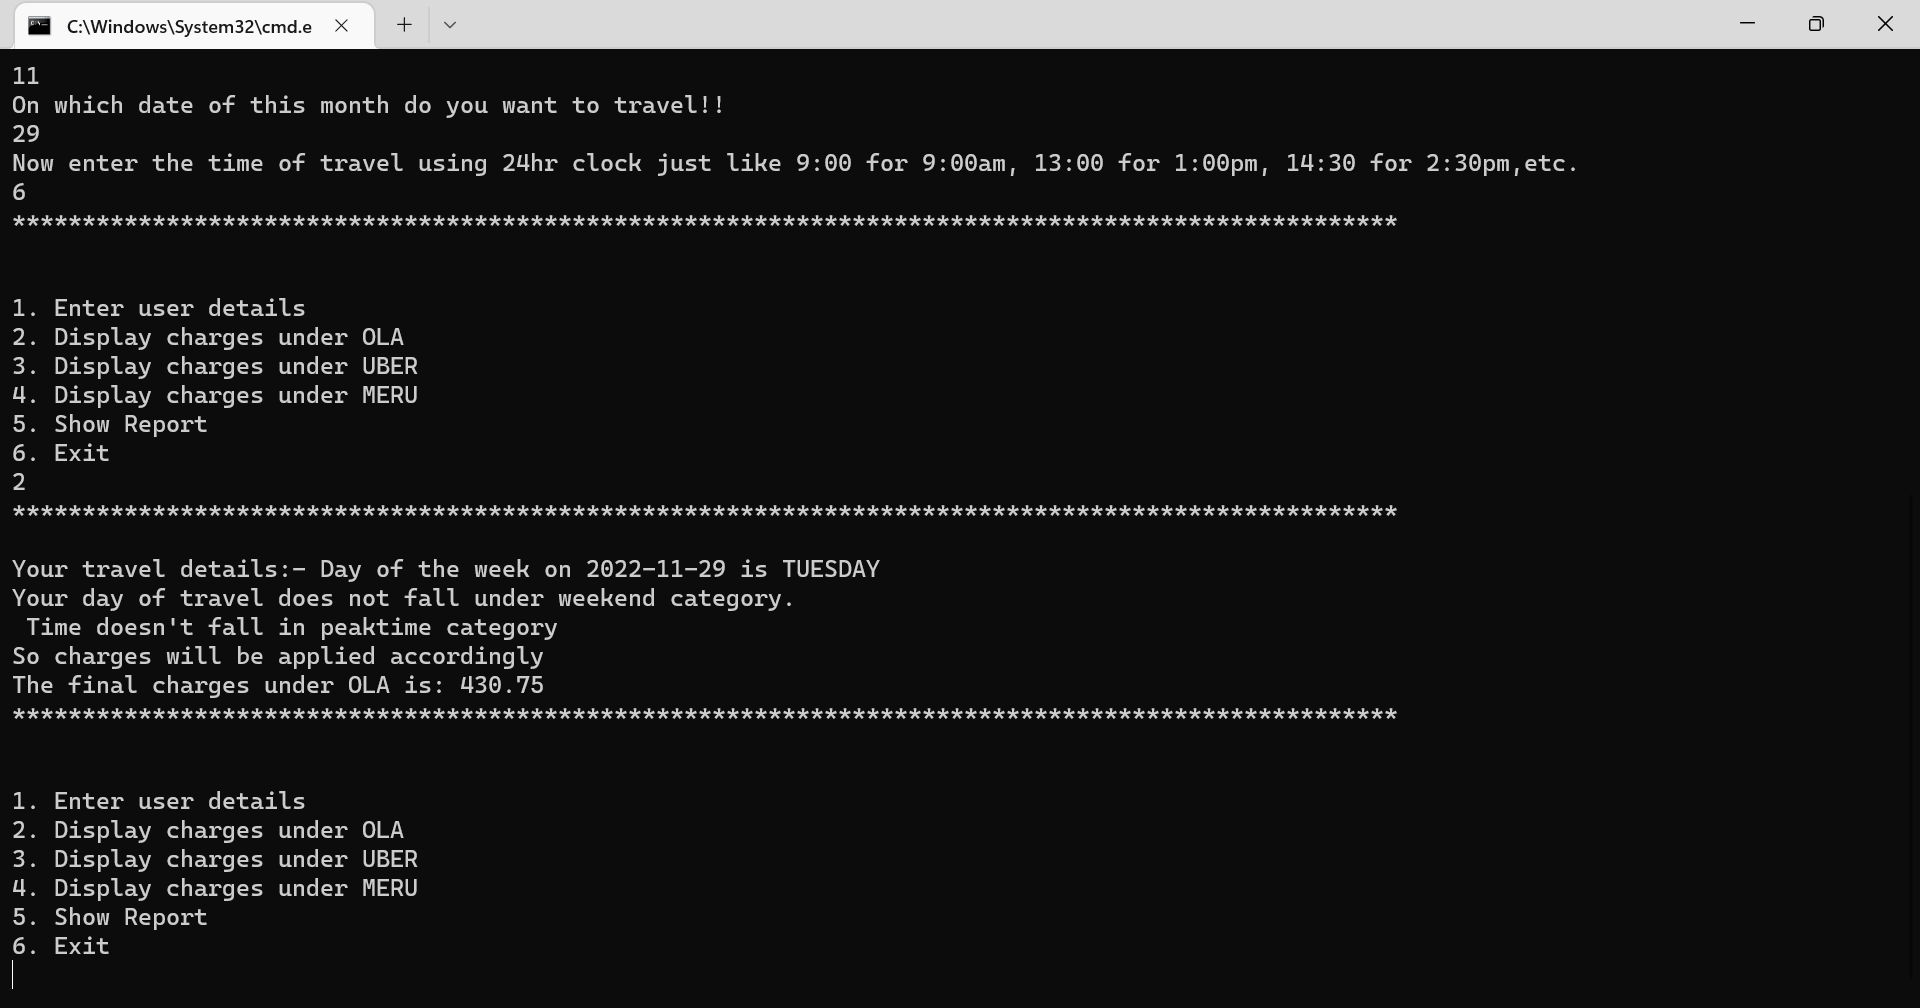 C:\Windows\System32\cmd.e
11
On which date of this month do you want to travel!!
29
Now enter the time of travel using 24hr clock just like 9:00 for 9:00am, 13:00 for 1:00pm, 14:30 for 2:30pm,etc.
6
***************************************************************************************************
1. Enter user details
2. Display charges under OLA
3. Display charges under UBER
4. Display charges under MERU
5. Show Report
6. Exit
2
***************************************************************************************************
Your travel details:- Day of the week on 2022-11-29 is TUESDAY
Your day of travel does not fall under weekend category.
Time doesn't fall in peaktime category
So charges will be applied accordingly
The final charges under OLA is: 430.75
***************************************************************************************************
1. Enter user details
2. Display charges under OLA
3. Display charges under UBER
4. Display charges under MERU
5. Show Report
6. Exit